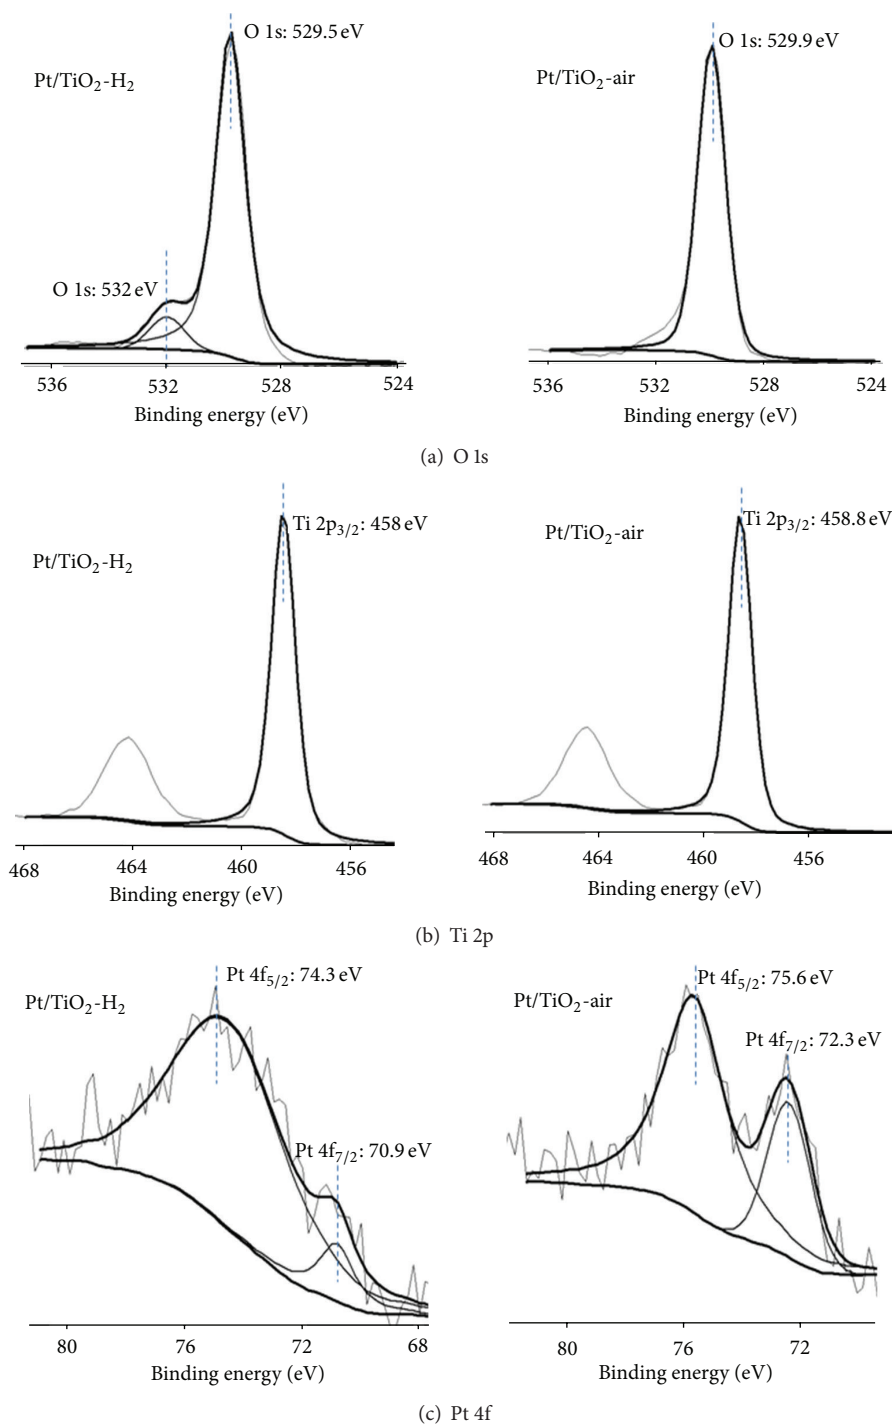 O 1s: 529.5 eV
Pt/TiO₂-H₂
O 1s: 532 eV
536 532 528 524
Binding energy (eV)
O 1s: 529.9 eV
Pt/TiO₂-air
536 532 528 524
Binding energy (eV)
(a) O 1s
Ti 2p₃/₂: 458 eV
Pt/TiO₂-H₂
468 464 460 456
Binding energy (eV)
Ti 2p₃/₂: 458.8 eV
Pt/TiO₂-air
468 464 460 456
Binding energy (eV)
(b) Ti 2p
Pt 4f₅/₂: 74.3 eV
Pt/TiO₂-H₂
Pt 4f₇/₂: 70.9 eV
80 76 72 68
Binding energy (eV)
Pt 4f₅/₂: 75.6 eV
Pt/TiO₂-air
Pt 4f₇/₂: 72.3 eV
80 76 72
Binding energy (eV)
(c) Pt 4f